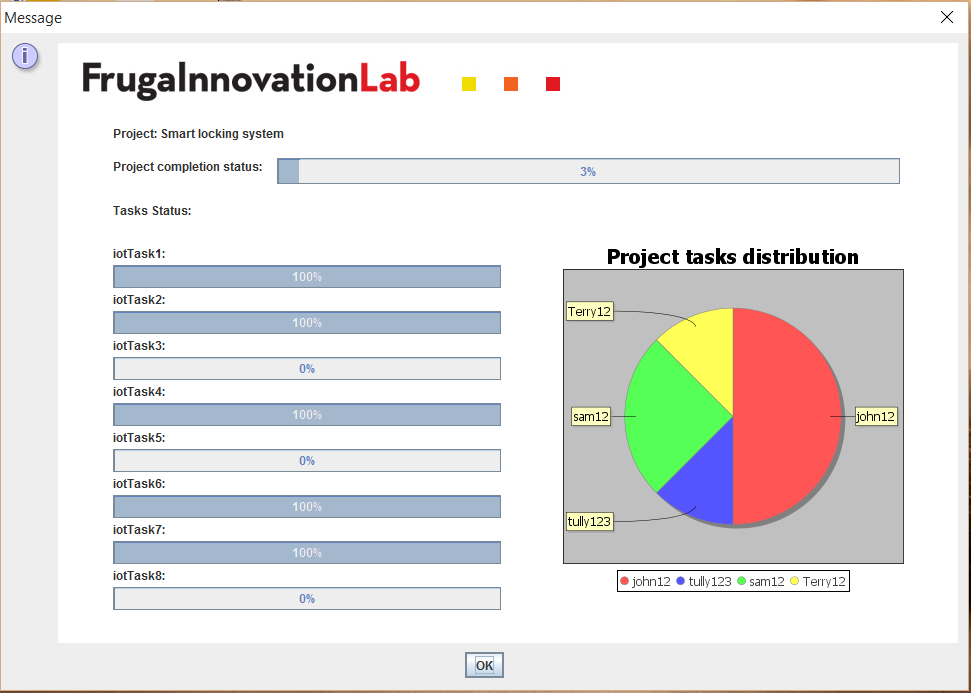 Message
i
FrugalnnovationLab
Project: Smart locking system
Project completion status:
3%
Tasks Status:
iotTask1:
100%
iotTask2:
100%
iotTask3:
0%
iotTask4:
100%
iotTask5:
0%
iotTask6:
100%
iotTask7:
100%
iotTask8:
0%
Project tasks distribution
Terry12
sam12
john12
tully123
john12 tully123 sam12 Terry12
OK